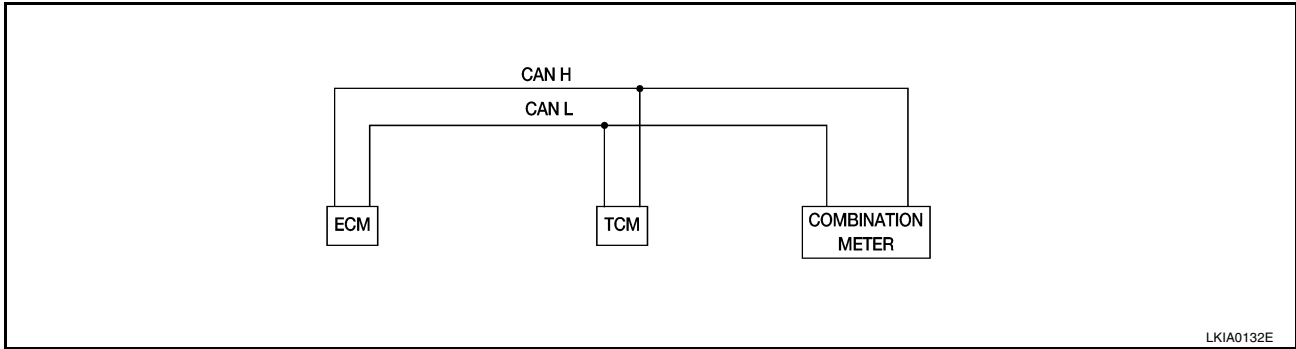 CAN H
CAN L
ECM
TCM
COMBINATION
METER
LKIA0132E